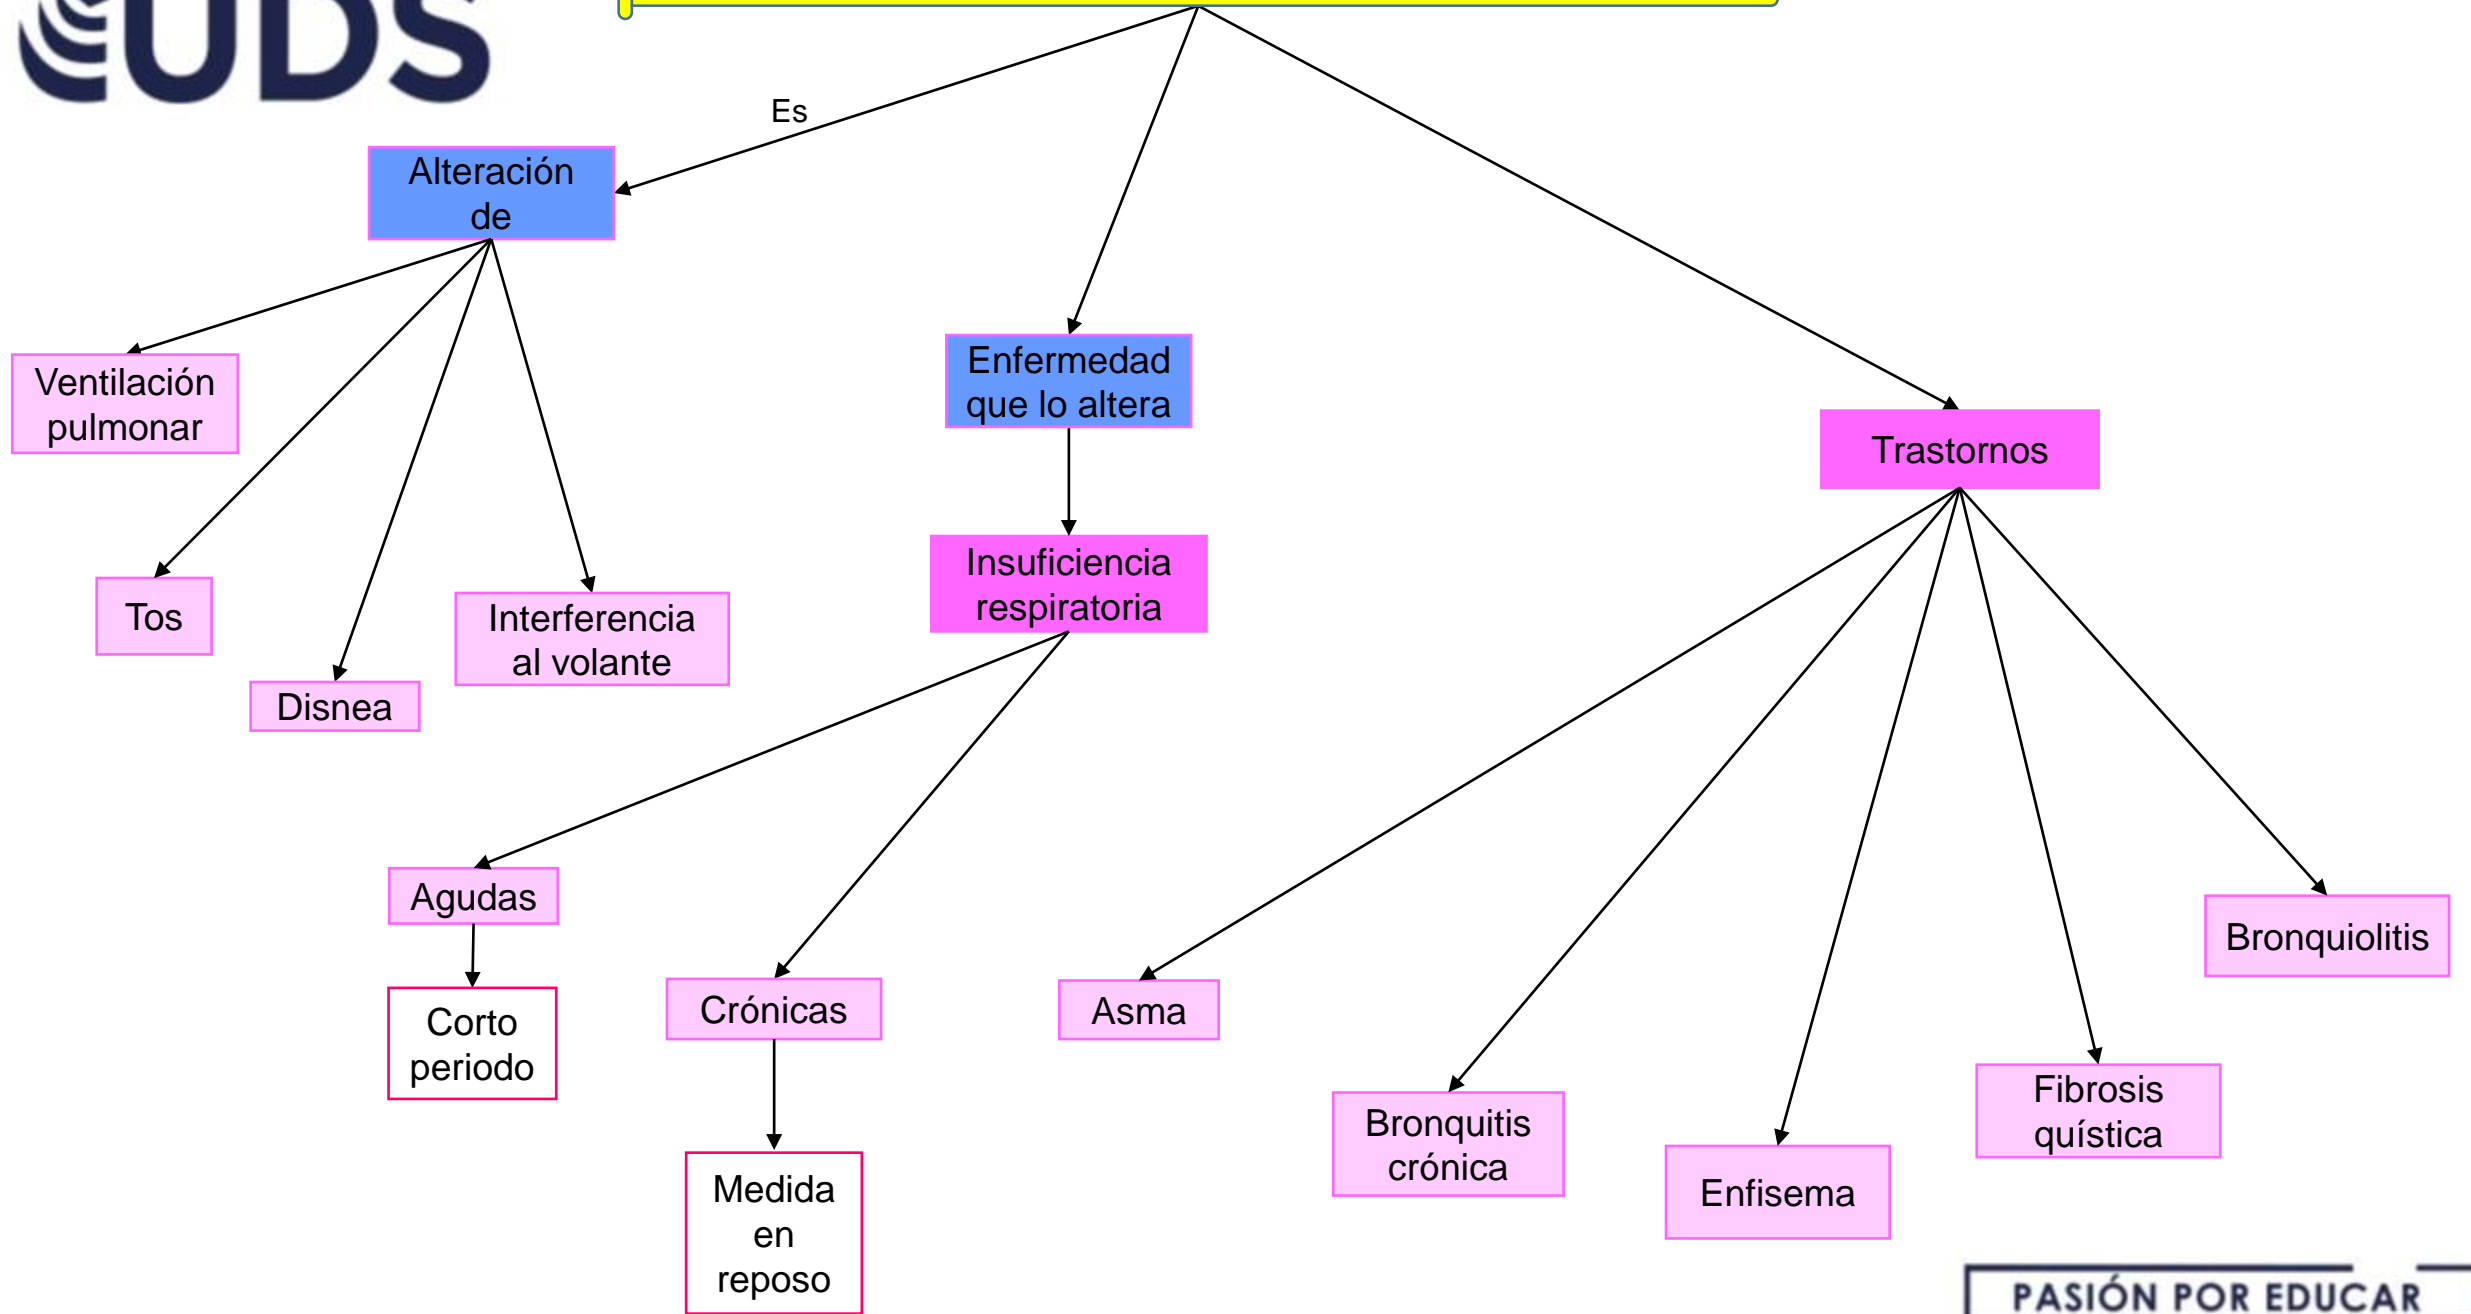 UDS
Es
Alteración
de
Ventilación
pulmonar
Tos
Disnea
Interferencia
al volante
Enfermedad
que lo altera
Insuficiencia
respiratoria
Agudas
Corto
periodo
Crónicas
Medida
en
reposo
Trastornos
Asma
Bronquitis
crónica
Enfisema
Fibrosis
quística
Bronquiolitis
PASIÓN POR EDUCAR